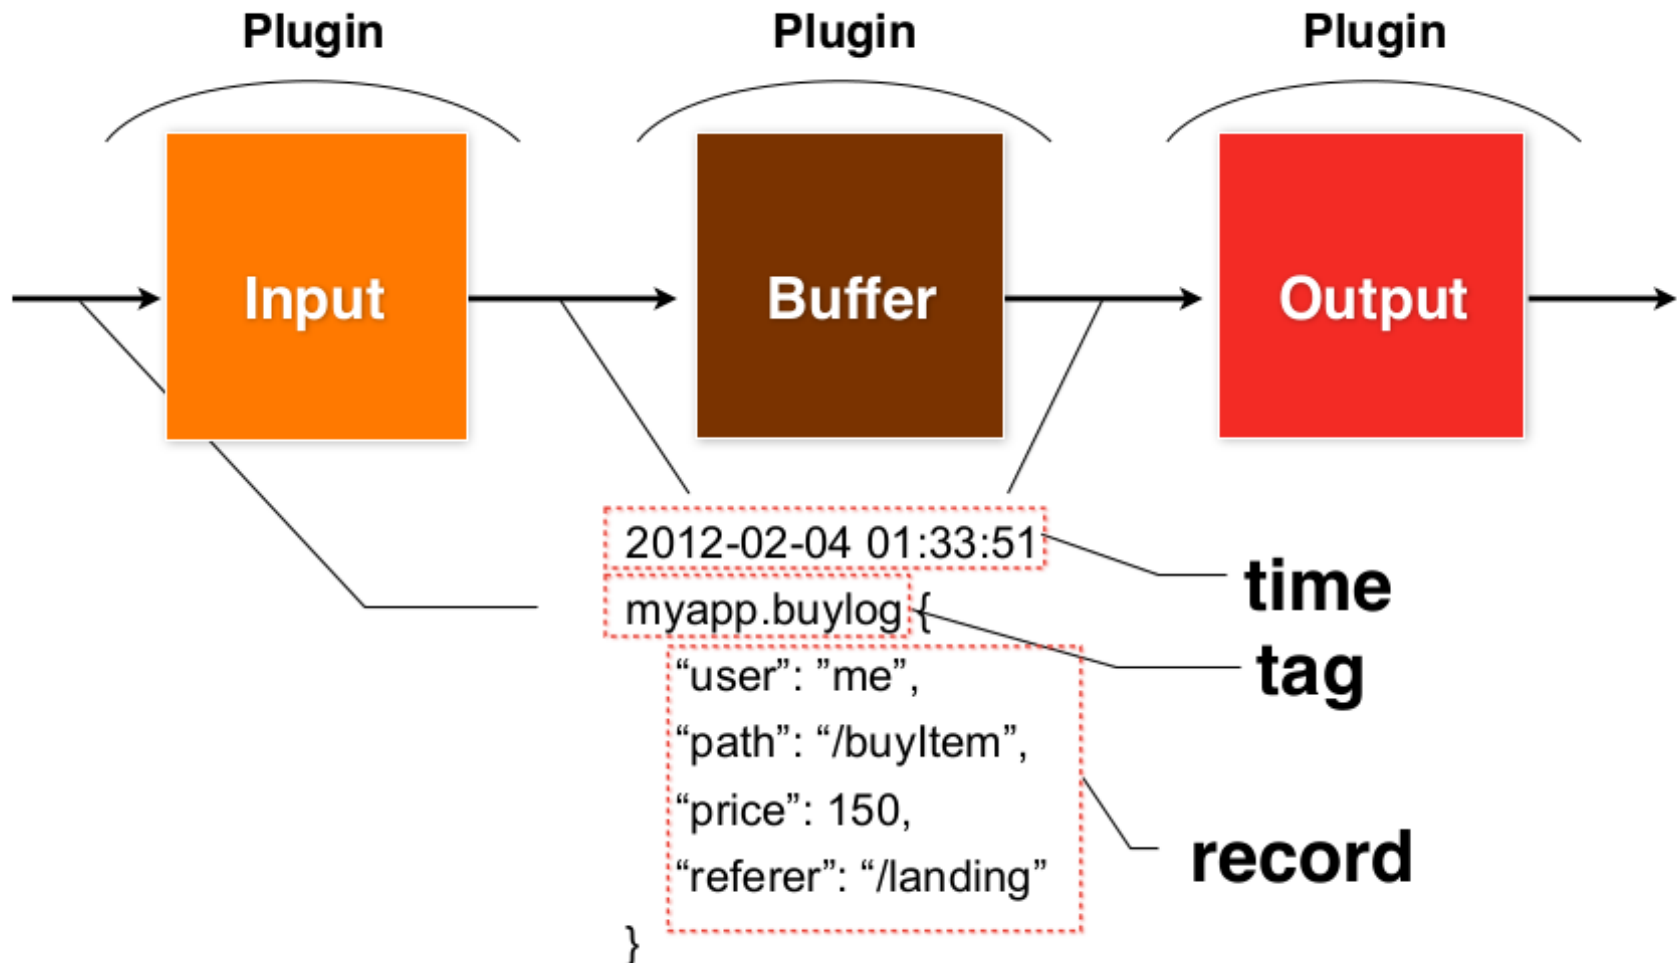 Plugin
Plugin
Plugin
Input
Buffer
Output
2012-02-04 01:33:51
time
myapp.buylog {
tag
“user”: ”me”,
“path”: “/buyItem”,
“price”: 150,
record
“referer”: “/landing”
}